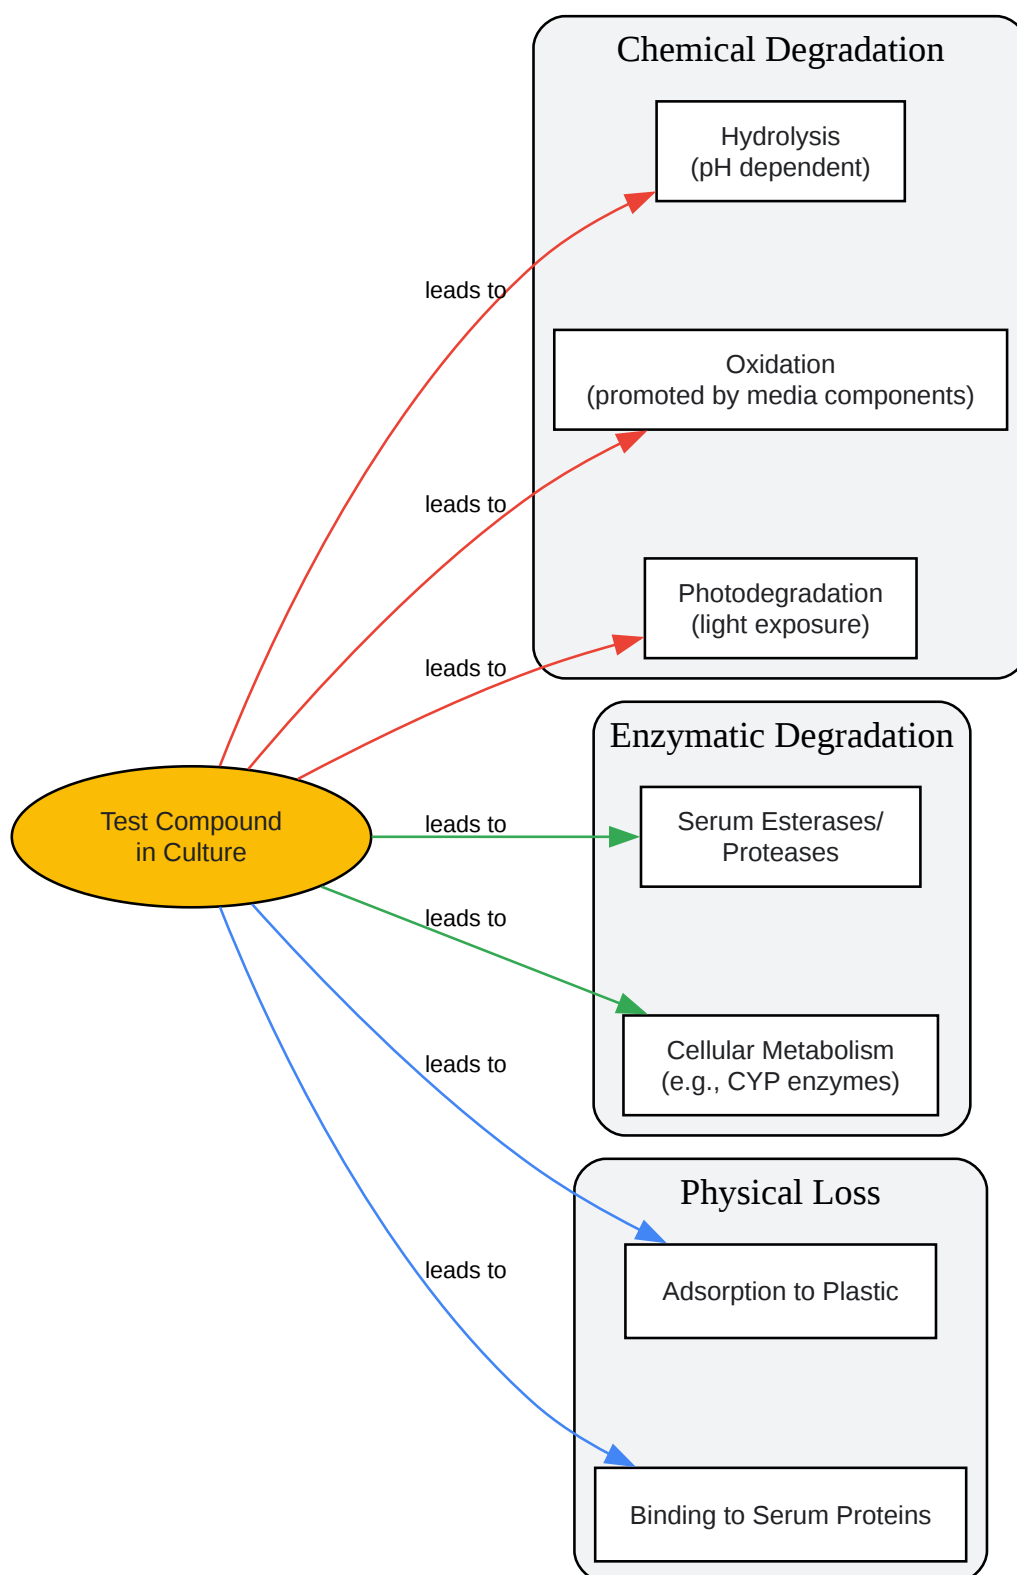 Chemical Degradation
Hydrolysis
(pH dependent)
leads to
Oxidation
(promoted by media components)
leads to
Photodegradation
(light exposure)
leads to
Enzymatic Degradation
Test Compound
in Culture
leads to
Serum Esterases/
Proteases
leads to
Cellular Metabolism
(e.g., CYP enzymes)
leads to
Physical Loss
Adsorption to Plastic
leads to
Binding to Serum Proteins